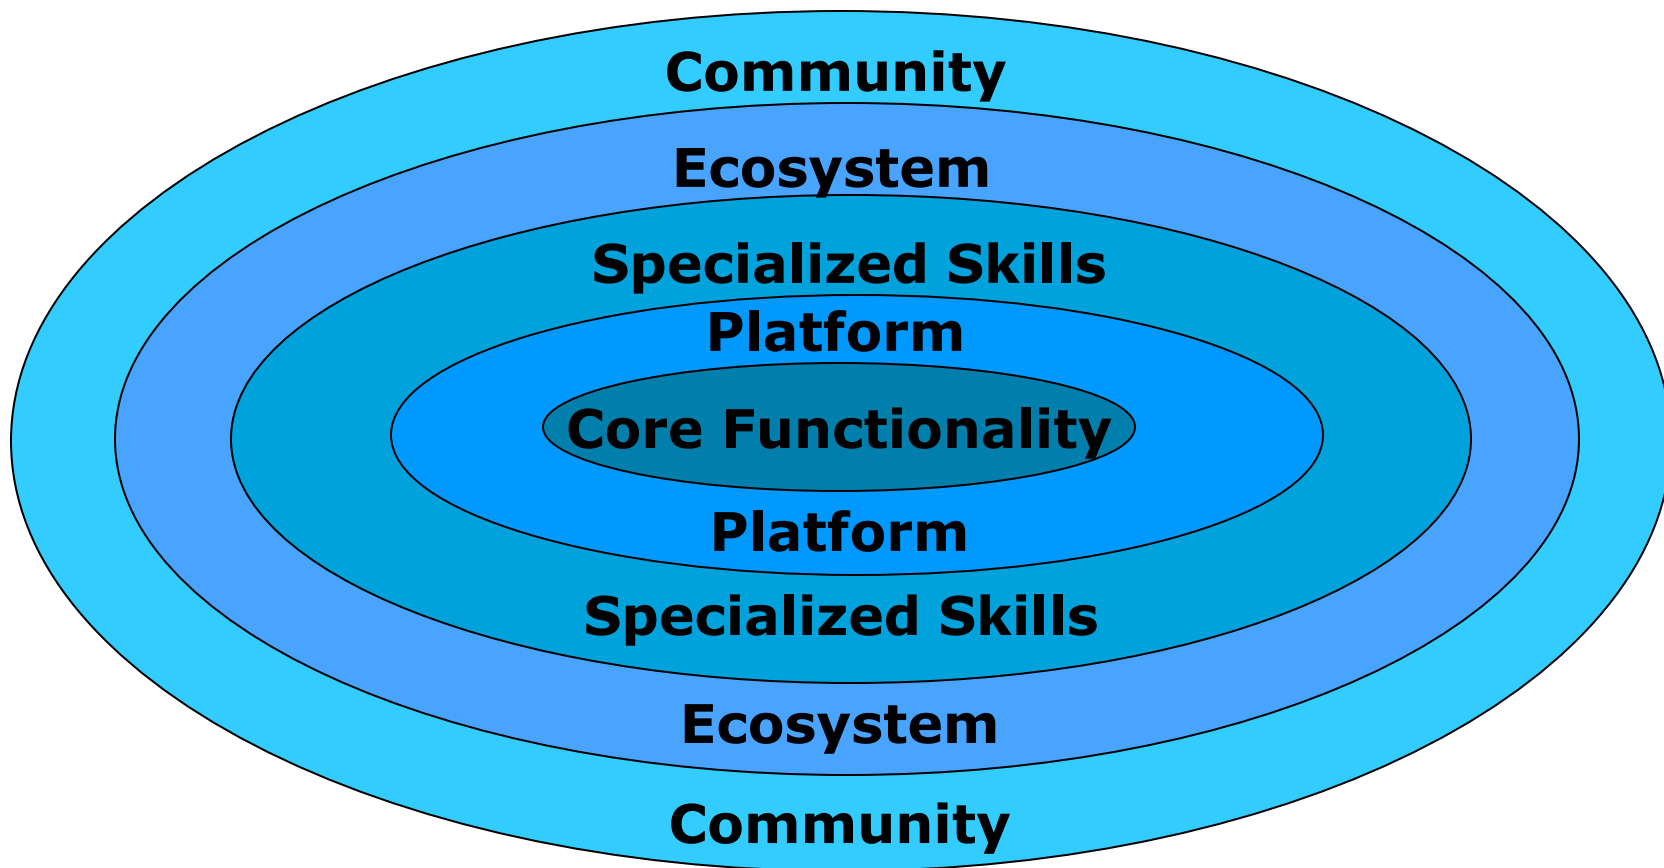 Community
Ecosystem
Specialized Skills
Platform
Core Functionality
Platform
Specialized Skills
Ecosystem
Community